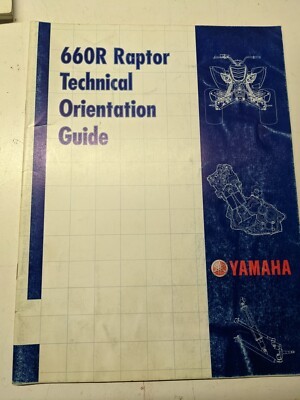 660R Raptor
Technical
Orientation
Guide
YAMAHA